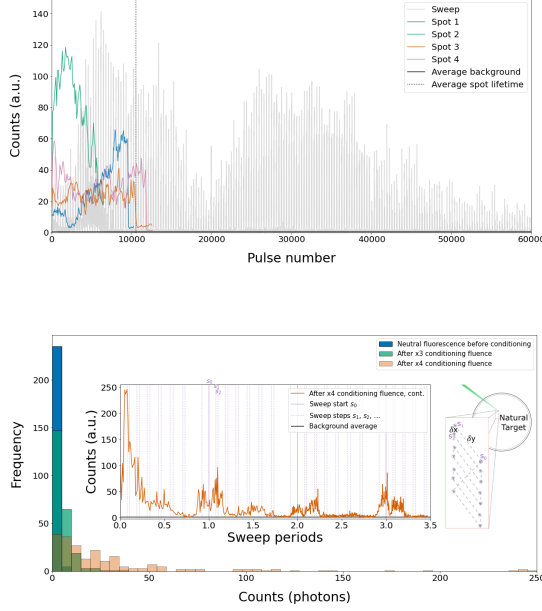 140
120
100
80
60
40
20
0
Counts (a.u.)
0 10000 20000 30000 40000 50000 60000
Pulse number
Sweep
Spot 1
Spot 2
Spot 3
Spot 4
Average background
Average spot lifetime
200
150
100
50
0
Frequency
0 50 100 150 200 250
Counts (photons)
Neutral fluorescence before conditioning
After x3 conditioning fluence
After x4 conditioning fluence
250
200
150
100
50
0
Counts (a.u.)
0.0 0.5 1.0 1.5 2.0 2.5 3.0 3.5
Sweep periods
After x4 conditioning fluence, cont.
Sweep start s0
Sweep steps s1, s2, ...
Background average
Natural
Target
δx
δy